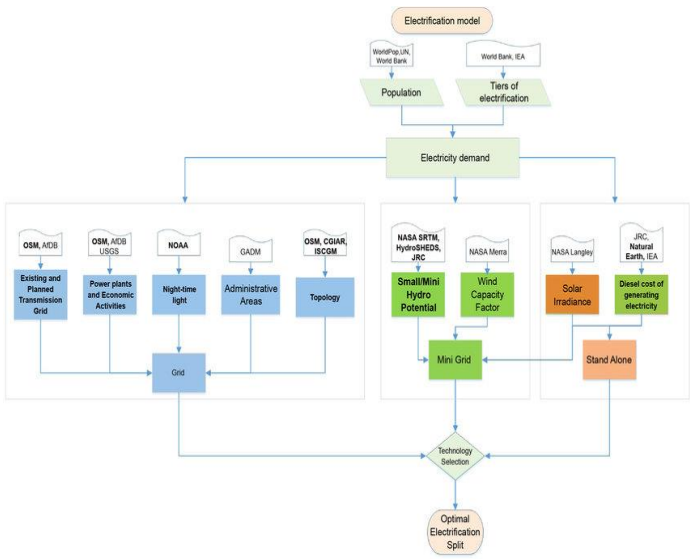 Electrification model
WorldPop,UN,
World Bank
World Bank, IEA
Population
Tiers of
electrification
Electricity demand
OSM, AfDB
OSM, AfDB
USGS
NOAA
GADM
OSM, CGIAR,
ISCGM
NASA SRTM,
HydroSHEDS,
JRC
NASA Merra
NASA Langley
JRC,
Natural
Earth, IEA
Existing and
Planned
Transmission
Grid
Power plants
and Economic
Activities
Night-time
light
Administrative
Areas
Topology
Small/Mini
Hydro
Potential
Wind
Capacity
Factor
Solar
Irradiance
Diesel cost of
generating
electricity
Grid
Mini Grid
Stand Alone
Technology
Selection
Optimal
Electrification
Split